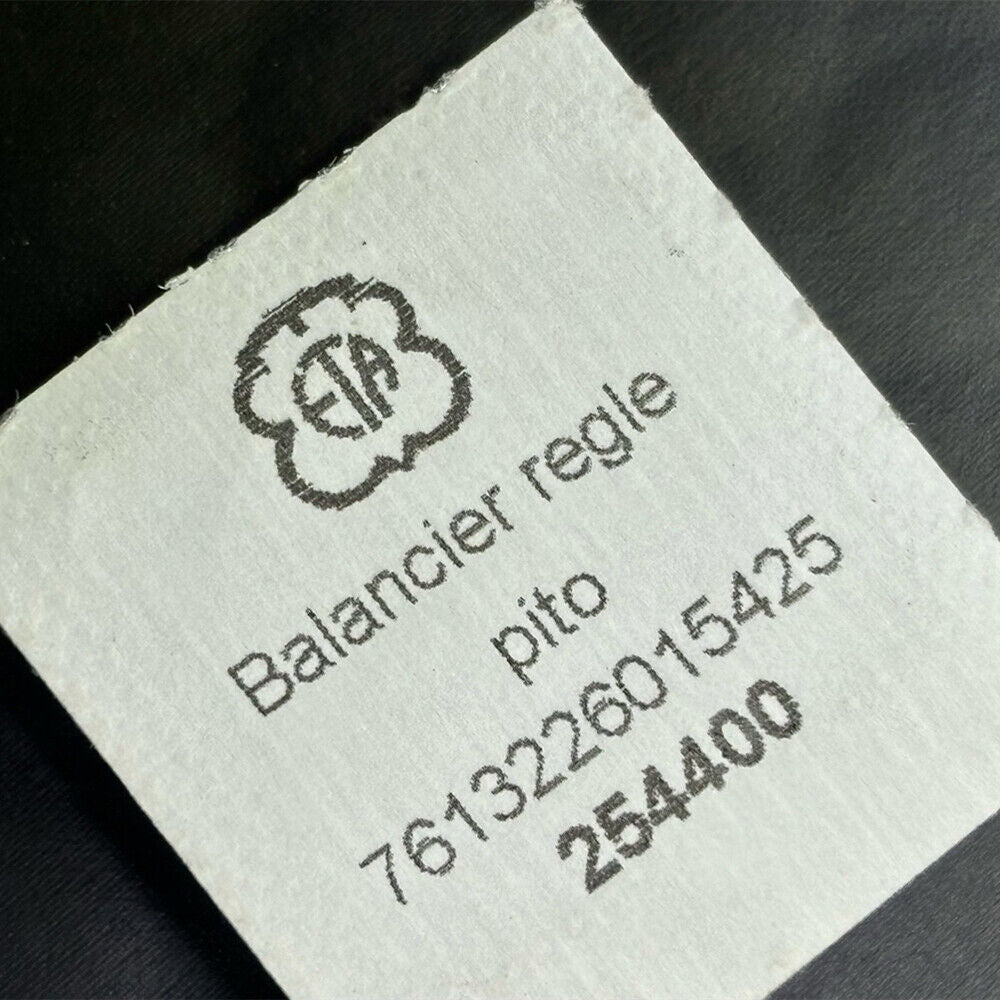 ETA
Balancier regle
pito
7613226015425
254400